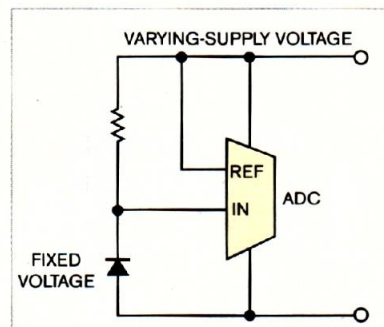 VARYING-SUPPLY VOLTAGE
REF
IN
ADC
FIXED
VOLTAGE